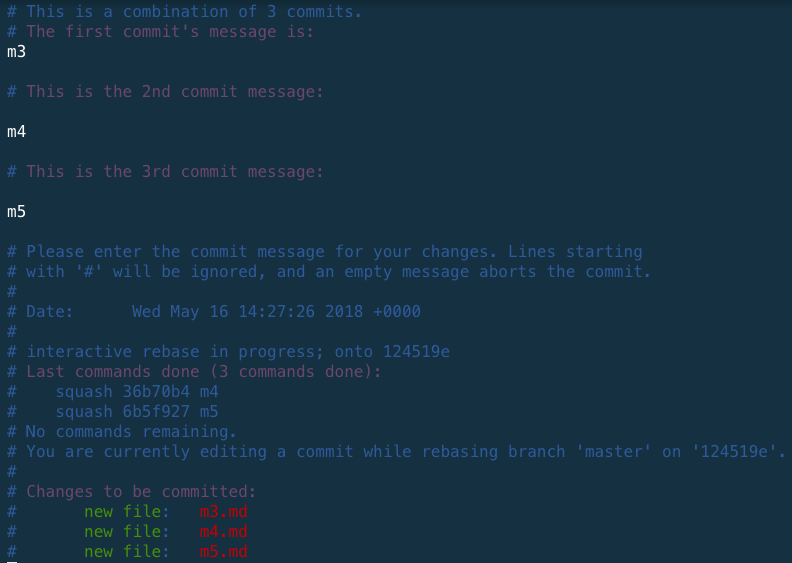 # This is a combination of 3 commits.
# The first commit's message is:
m3
# This is the 2nd commit message:
m4
# This is the 3rd commit message:
m5
# Please enter the commit message for your changes. Lines starting
# with '#' will be ignored, and an empty message aborts the commit.
#
# Date:      Wed May 16 14:27:26 2018 +0000
#
# interactive rebase in progress; onto 124519e
# Last commands done (3 commands done):
#    squash 36b70b4 m4
#    squash 6b5f927 m5
# No commands remaining.
# You are currently editing a commit while rebasing branch 'master' on '124519e'.
#
# Changes to be committed:
#       new file:   m3.md
#       new file:   m4.md
#       new file:   m5.md